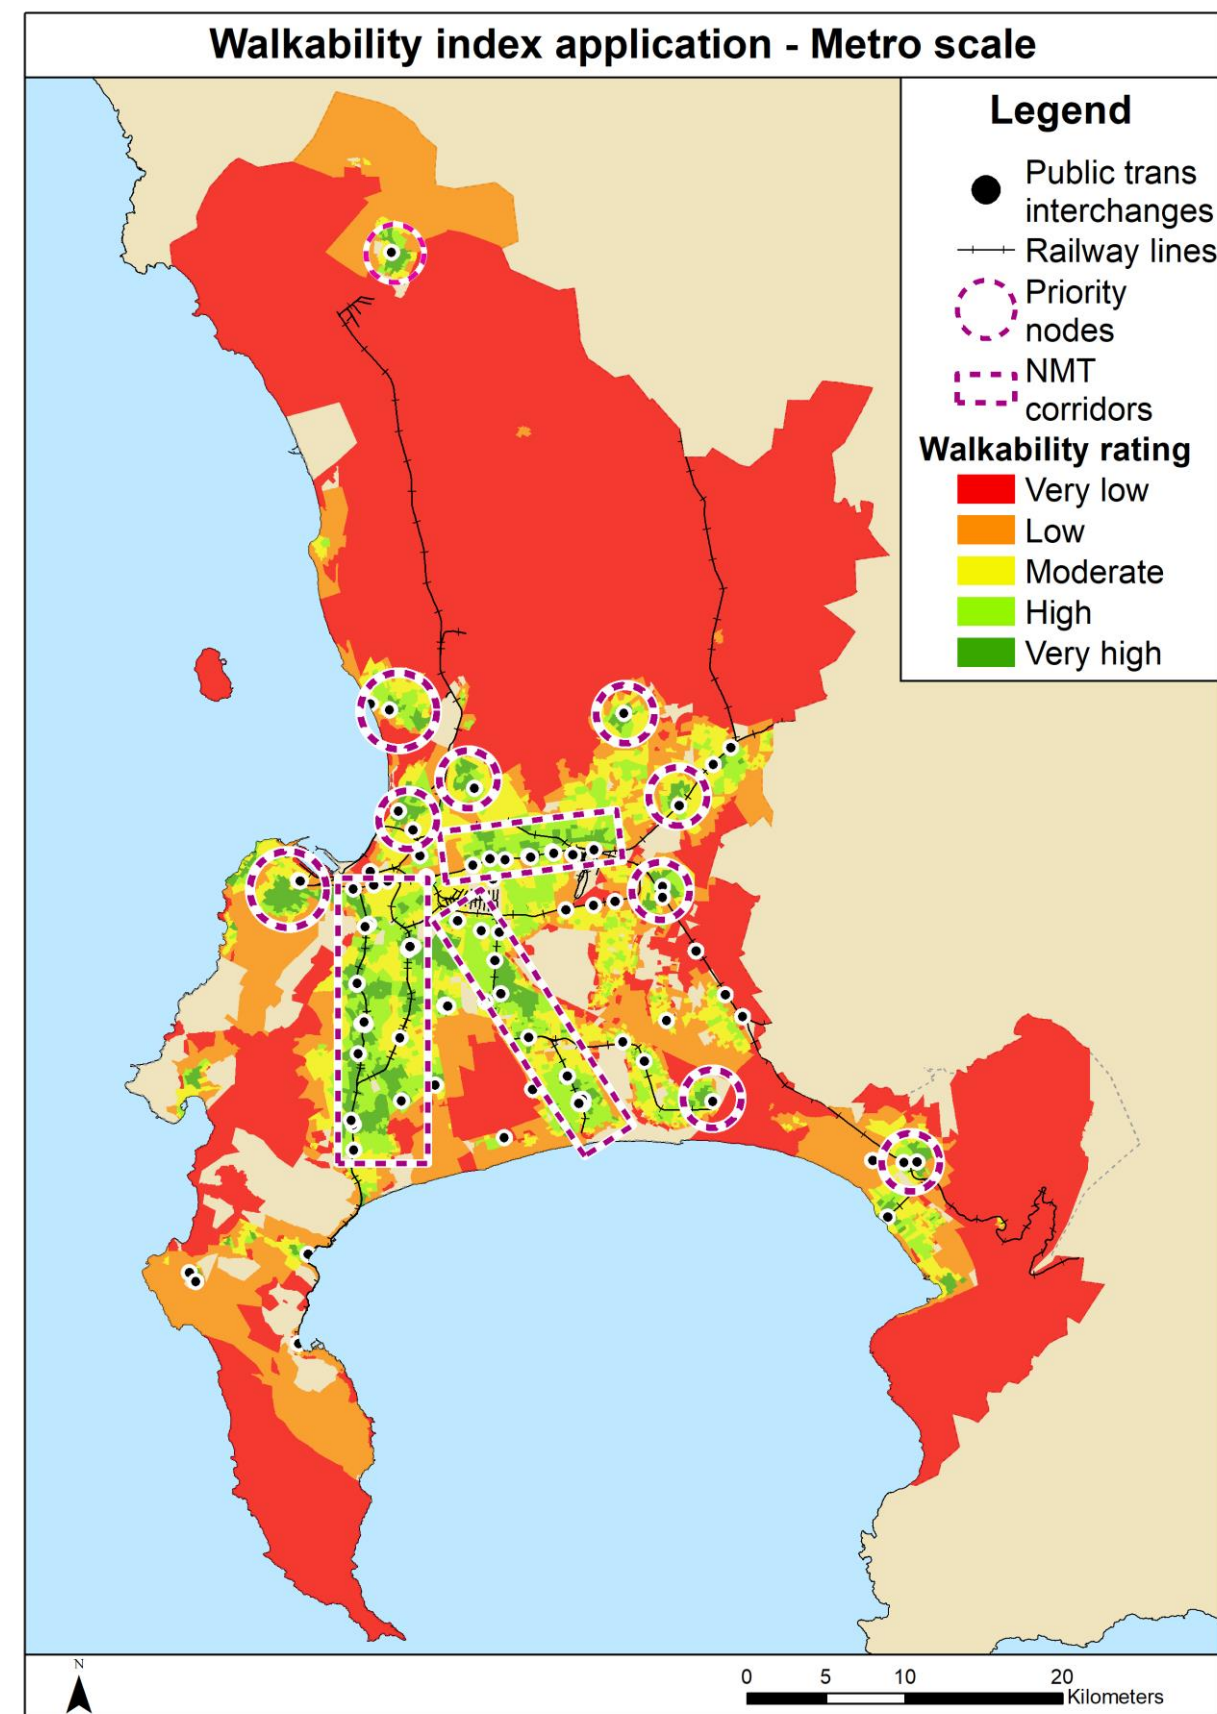 Walkability index application - Metro scale
Legend
Public trans
interchanges
Railway lines
Priority
nodes
NMT
corridors
Walkability rating
Very low
Low
Moderate
High
Very high
N
0 5 10 20
Kilometers